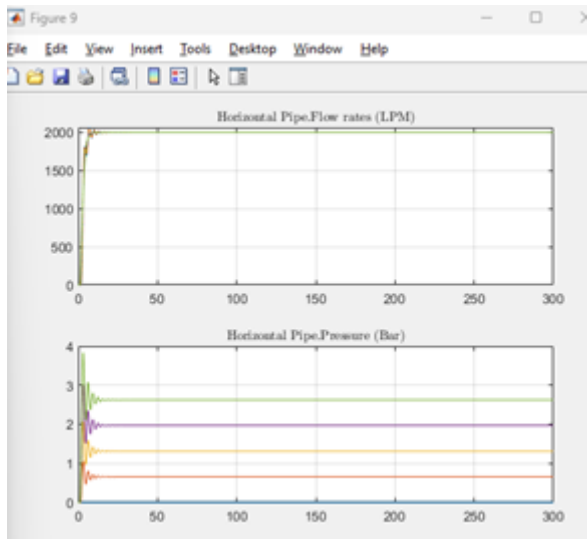 Figure 9
File Edit View Insert Tools Desktop Window Help
Horizontal Pipe.Flow rates (LPM)
2000
1500
1000
500
0
0 50 100 150 200 250 300
Horizontal Pipe.Pressure (Bar)
4
3
2
1
0
0 50 100 150 200 250 300